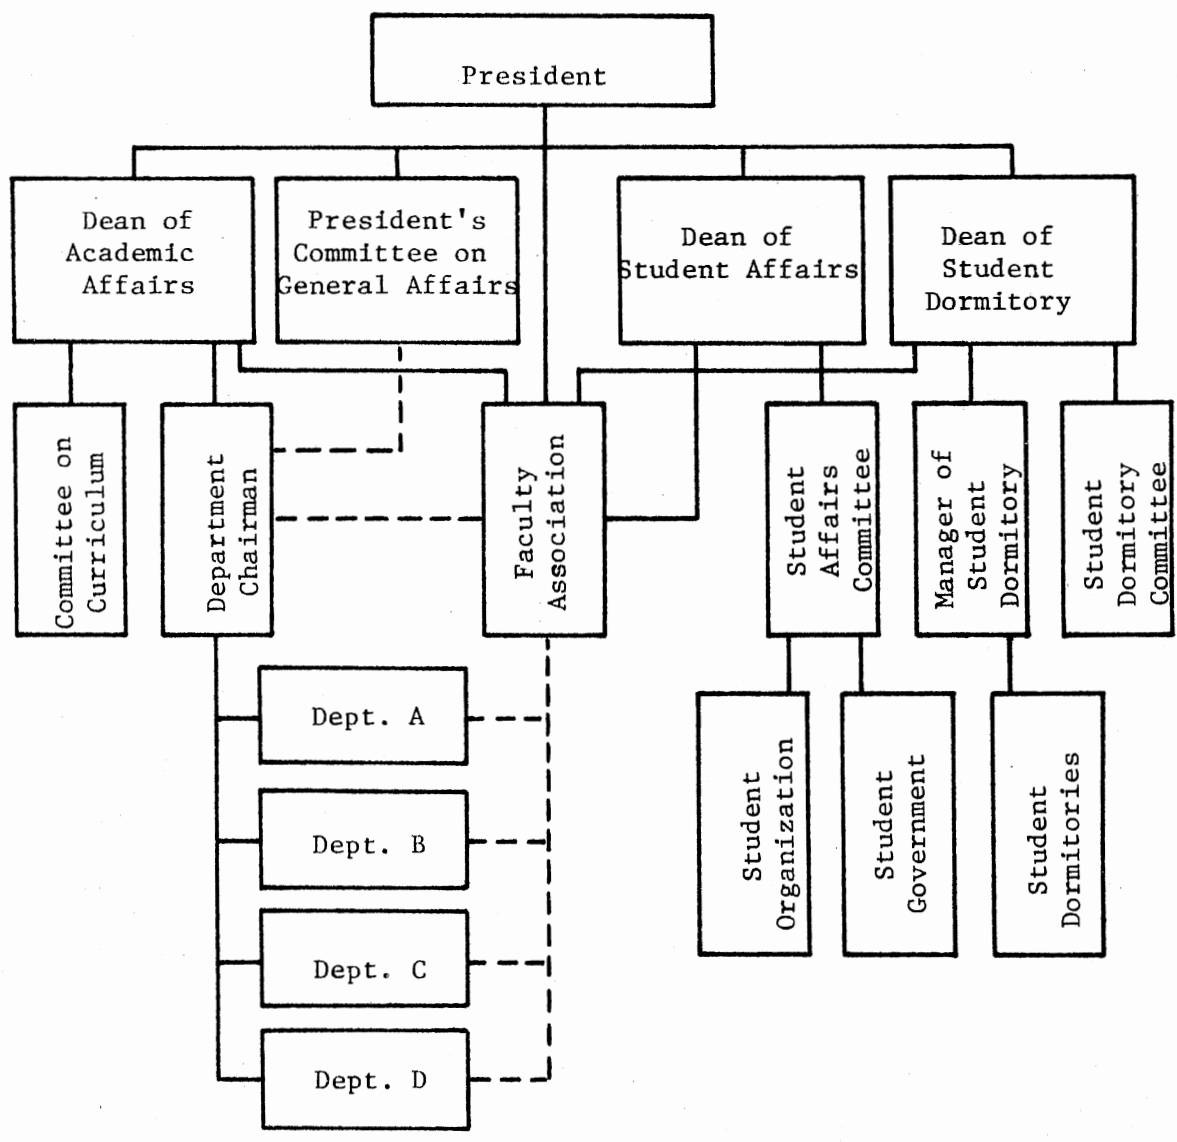 President
Dean of
Academic
Affairs
President's
Committee on
General Affairs
Dean of
Student Affairs
Dean of
Student
Dormitory
Committee on
Curriculum
Department
Chairman
Faculty
Association
Student
Affairs
Committee
Manager of
Student
Dormitory
Student
Dormitory
Committee
Dept. A
Dept. B
Dept. C
Dept. D
Student
Organization
Student
Government
Student
Dormitories